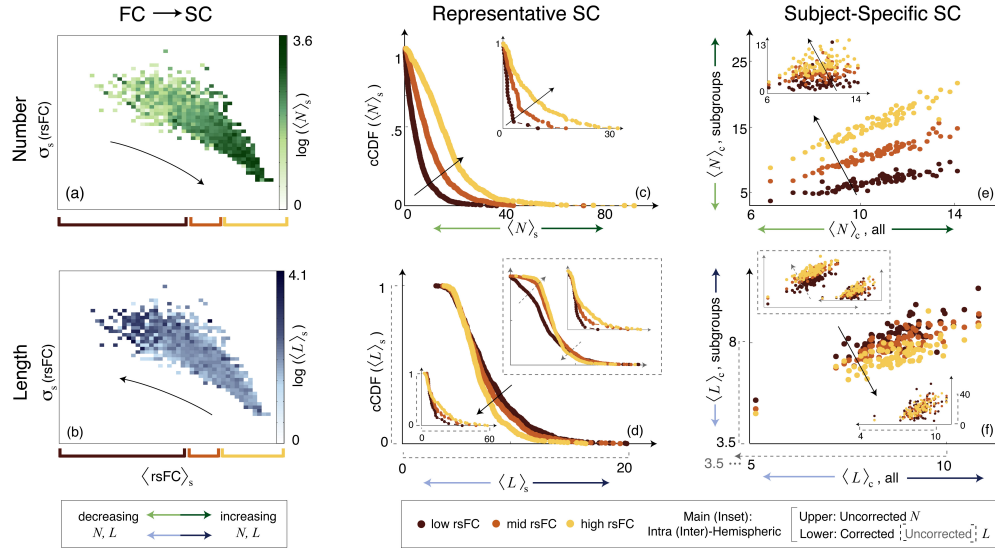 FC → SC
Representative SC
Subject-Specific SC
Number
σs (rsFC)
(a)
3.6
log (⟨N⟩s)
0
cCDF (⟨N⟩s)
1
.5
0
0
40
80
⟨N⟩s
(c)
1
0
0
30
⟨N⟩c , subgroups
25
15
5
6
10
14
⟨N⟩c , all
(e)
13
0
6
14
Length
σs (rsFC)
(b)
4.1
log (⟨L⟩s)
0
⟨rsFC⟩s
cCDF (⟨L⟩s)
1
0
0
20
⟨L⟩s
(d)
1
0
0
60
⟨L⟩c , subgroups
8
3.5
3.5
5
10
⟨L⟩c , all
(f)
40
0
4
10
decreasing
N, L
increasing
N, L
low rsFC
mid rsFC
high rsFC
Main (Inset):
Intra (Inter)-Hemispheric
Upper: Uncorrected N
Lower: Corrected Uncorrected L